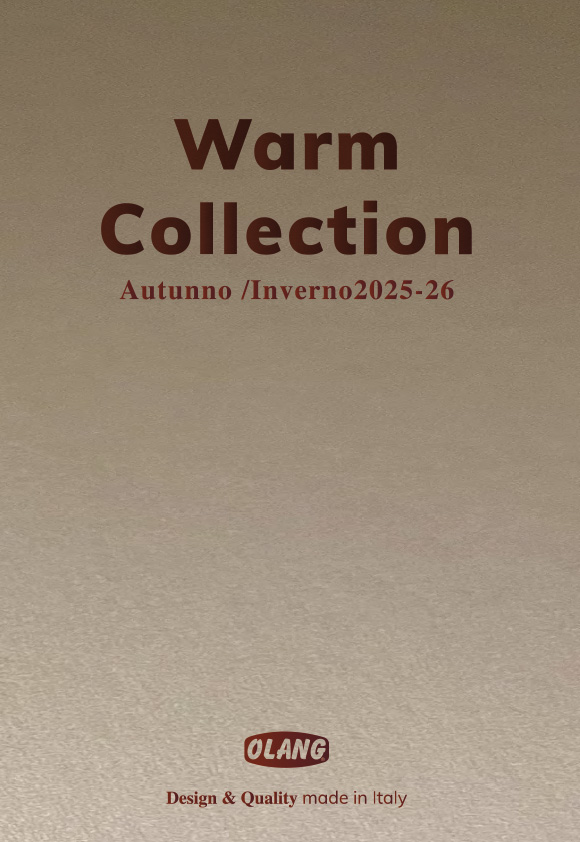 Warm
Collection
Autunno /Inverno2025-26
OLANG
Design & Quality made in Italy